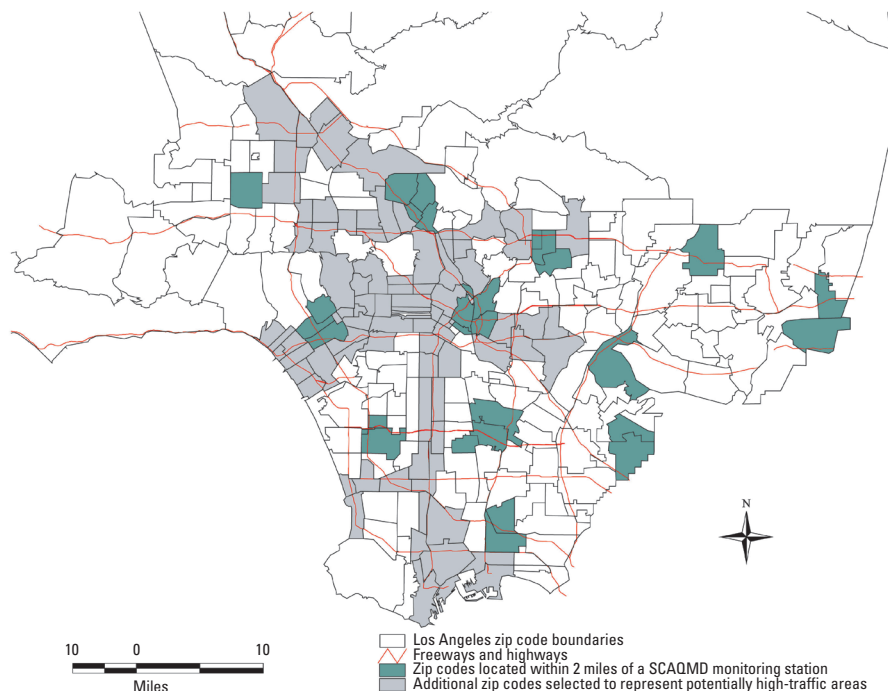 N
10 0 10
Miles
Los Angeles zip code boundaries
Freeways and highways
Zip codes located within 2 miles of a SCAQMD monitoring station
Additional zip codes selected to represent potentially high-traffic areas